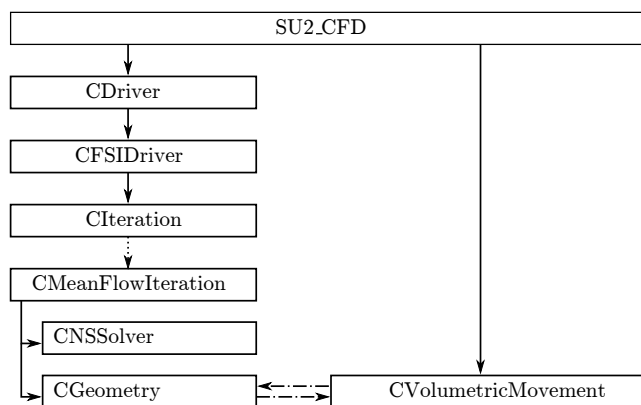 SU2_CFD
CDriver
CFSIDriver
CIteration
CMeanFlowIteration
CNSSolver
CGeometry
CVolumetricMovement